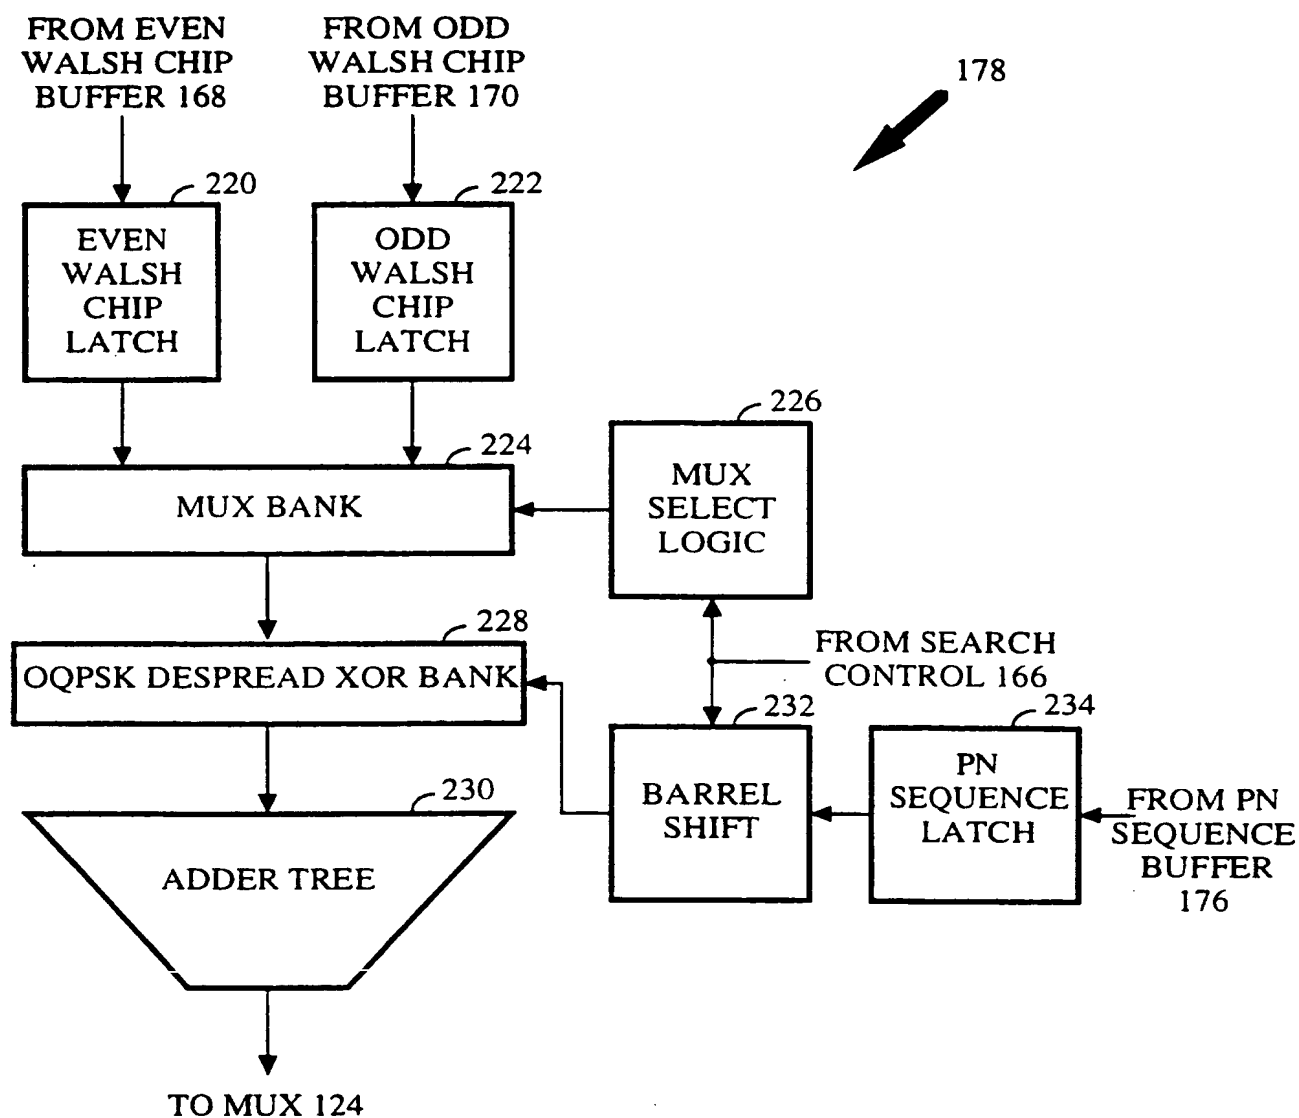 FROM EVEN
WALSH CHIP
BUFFER 168
FROM ODD
WALSH CHIP
BUFFER 170
178
220
EVEN
WALSH
CHIP
LATCH
222
ODD
WALSH
CHIP
LATCH
224
MUX BANK
226
MUX
SELECT
LOGIC
228
OQPSK DESPREAD XOR BANK
FROM SEARCH
CONTROL 166
230
ADDER TREE
232
BARREL
SHIFT
234
PN
SEQUENCE
LATCH
FROM PN
SEQUENCE
BUFFER
176
TO MUX 124